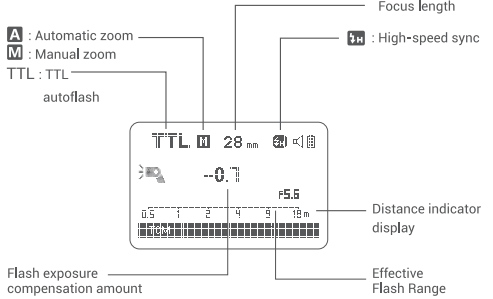 Focus length
A : Automatic zoom
M : Manual zoom
H : High-speed sync
TTL : TTL
autoflash
TTL M 28 mm H
--0.7
F5.6
0.5 1 2 4 9 18 m
TCM
Distance indicator
display
Flash exposure
compensation amount
Effective
Flash Range